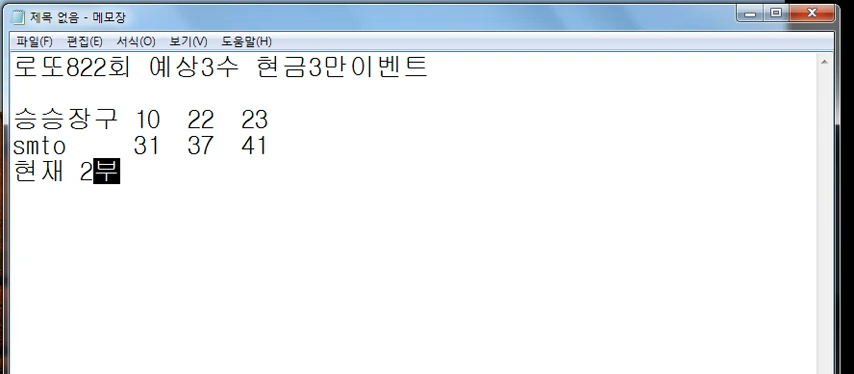 제목 없음 - 메모장
파일(F) 편집(E) 서식(O) 보기(V) 도움말(H)
로또822회 예상3수 현금3만이벤트
승승장구 10 22 23
smto 31 37 41
현재 2부